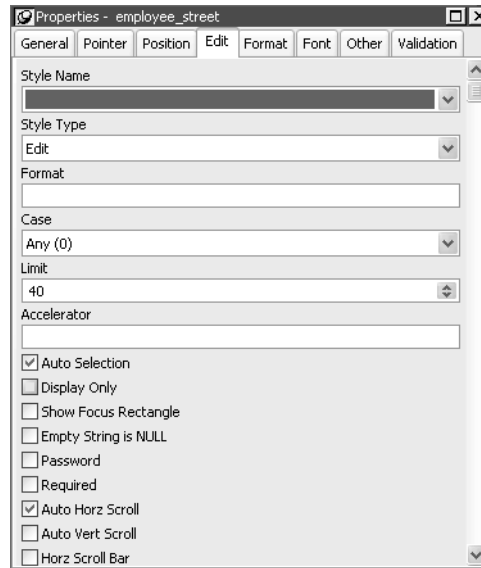 Properties - employee_street
General Pointer Position Edit Format Font Other Validation
Style Name
Style Type
Edit
Format
Case
Any (0)
Limit
40
Accelerator
Auto Selection
Display Only
Show Focus Rectangle
Empty String is NULL
Password
Required
Auto Horz Scroll
Auto Vert Scroll
Horz Scroll Bar